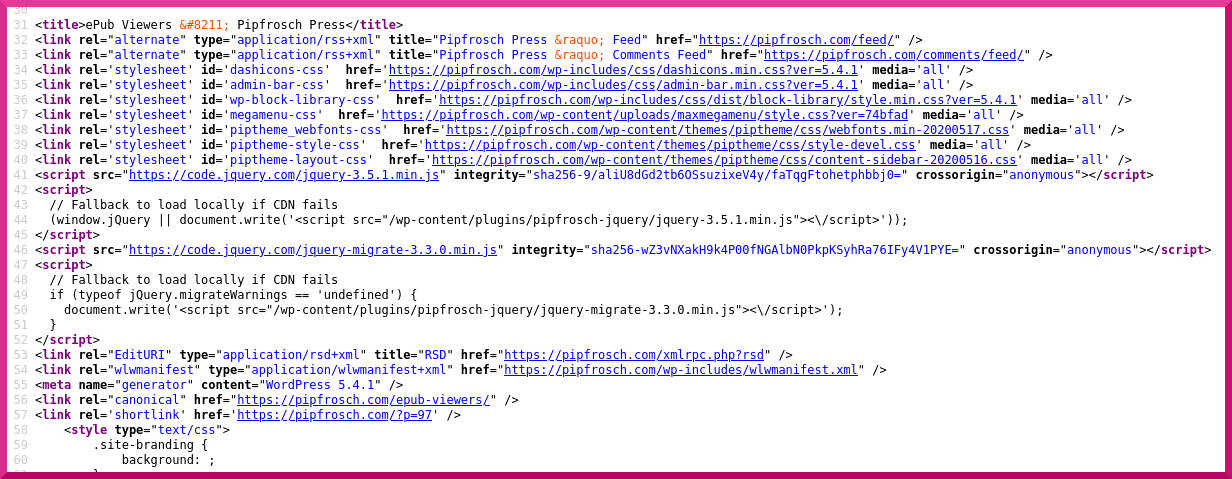 30
31 <title>ePub Viewers &#8211; Pipfrosch Press</title>
32 <link rel="alternate" type="application/rss+xml" title="Pipfrosch Press &raquo; Feed" href="https://pipfrosch.com/feed/" />
33 <link rel="alternate" type="application/rss+xml" title="Pipfrosch Press &raquo; Comments Feed" href="https://pipfrosch.com/comments/feed/" />
34 <link rel='stylesheet' id='dashicons-css'  href='https://pipfrosch.com/wp-includes/css/dashicons.min.css?ver=5.4.1' media='all' />
35 <link rel='stylesheet' id='admin-bar-css'  href='https://pipfrosch.com/wp-includes/css/admin-bar.min.css?ver=5.4.1' media='all' />
36 <link rel='stylesheet' id='wp-block-library-css'  href='https://pipfrosch.com/wp-includes/css/dist/block-library/style.min.css?ver=5.4.1' media='all' />
37 <link rel='stylesheet' id='megamenu-css'  href='https://pipfrosch.com/wp-content/uploads/maxmegamenu/style.css?ver=74bfad' media='all' />
38 <link rel='stylesheet' id='piptheme_webfonts-css'  href='https://pipfrosch.com/wp-content/themes/piptheme/css/webfonts.min-20200517.css' media='all' />
39 <link rel='stylesheet' id='piptheme-style-css'  href='https://pipfrosch.com/wp-content/themes/piptheme/css/style-devel.css' media='all' />
40 <link rel='stylesheet' id='piptheme-layout-css'  href='https://pipfrosch.com/wp-content/themes/piptheme/css/content-sidebar-20200516.css' media='all' />
41 <script src="https://code.jquery.com/jquery-3.5.1.min.js" integrity="sha256-9/aliU8dGd2tb6OSsuzixeV4y/faTqgFtohetphbbj0=" crossorigin="anonymous"></script>
42 <script>
43   // Fallback to load locally if CDN fails
44   (window.jQuery || document.write('<script src="/wp-content/plugins/pipfrosch-jquery/jquery-3.5.1.min.js"><\/script>'));
45 </script>
46 <script src="https://code.jquery.com/jquery-migrate-3.3.0.min.js" integrity="sha256-wZ3vNXakH9k4P00fNGAlbN0PkpKSyhRa76IFy4V1PYE=" crossorigin="anonymous"></script>
47 <script>
48   // Fallback to load locally if CDN fails
49   if (typeof jQuery.migrateWarnings == 'undefined') {
50     document.write('<script src="/wp-content/plugins/pipfrosch-jquery/jquery-migrate-3.3.0.min.js"><\/script>');
51   }
52 </script>
53 <link rel="EditURI" type="application/rsd+xml" title="RSD" href="https://pipfrosch.com/xmlrpc.php?rsd" />
54 <link rel="wlwmanifest" type="application/wlwmanifest+xml" href="https://pipfrosch.com/wp-includes/wlwmanifest.xml" />
55 <meta name="generator" content="WordPress 5.4.1" />
56 <link rel="canonical" href="https://pipfrosch.com/epub-viewers/" />
57 <link rel='shortlink' href='https://pipfrosch.com/?p=97' />
58     <style type="text/css">
59         .site-branding {
60             background: ;
61         }